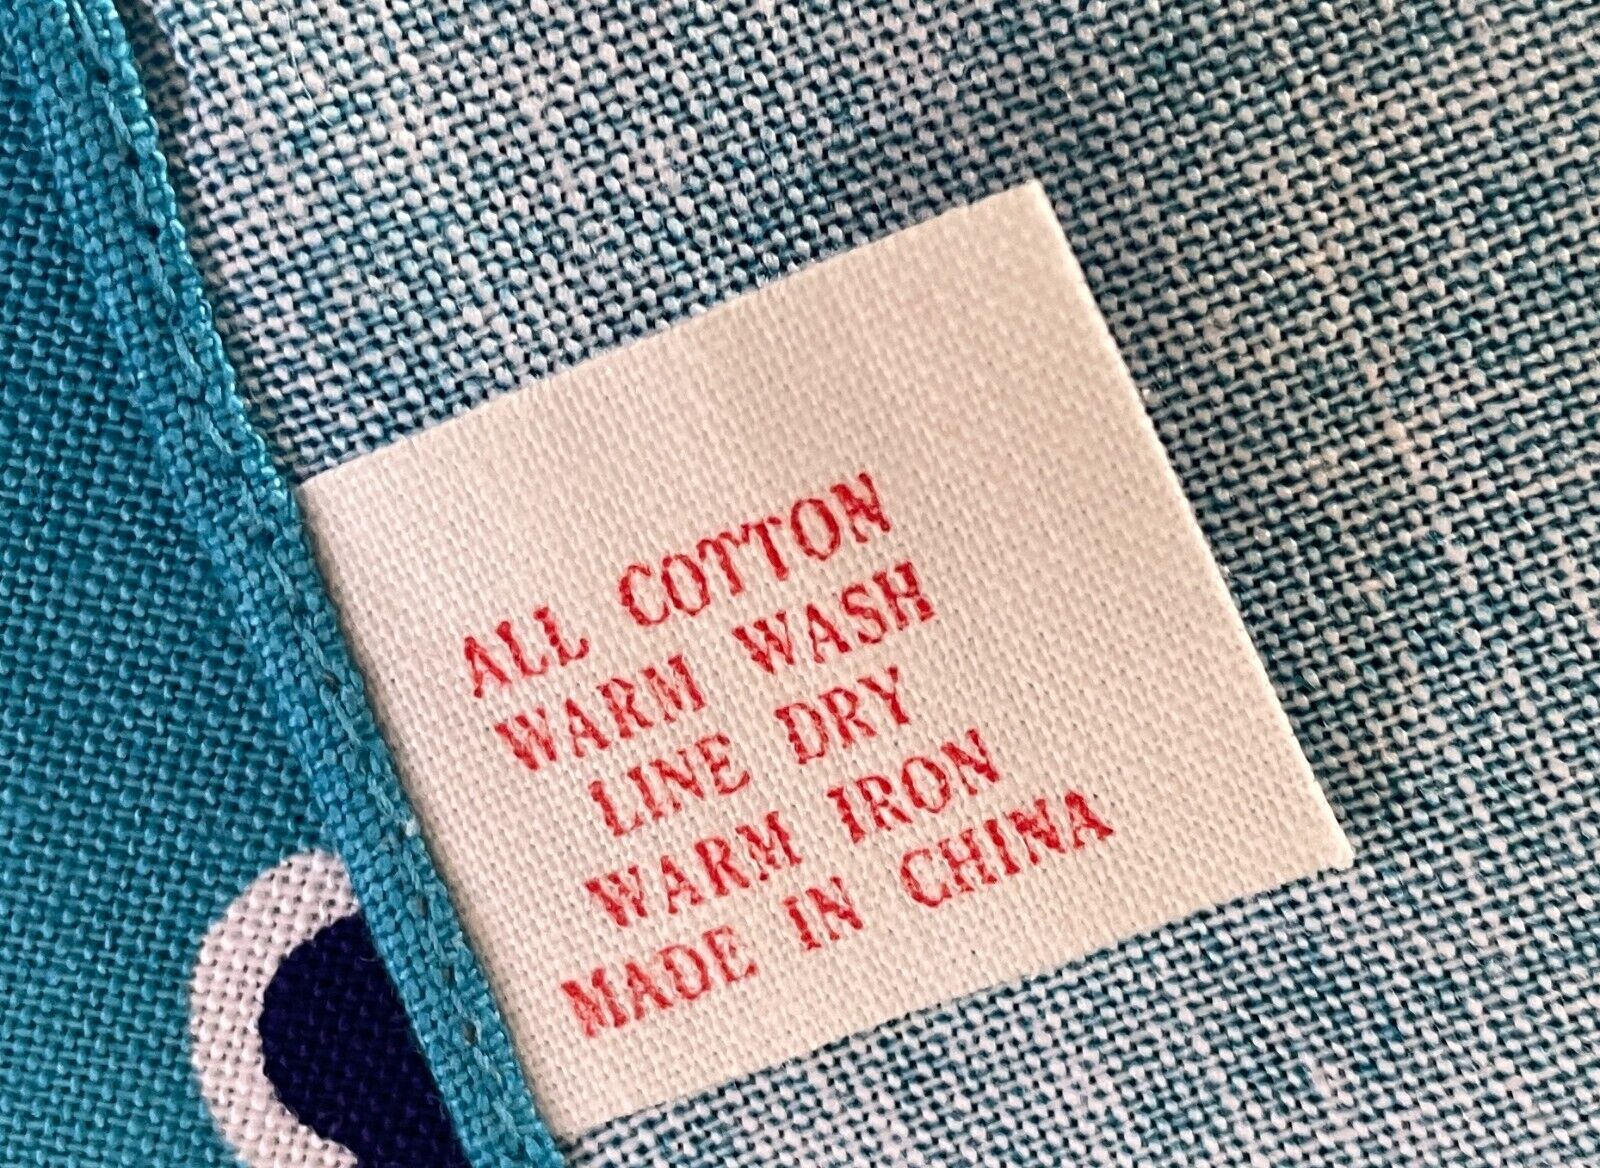 ALL COTTON
WARM WASH
LINE DRY
WARM IRON
MADE IN CHINA